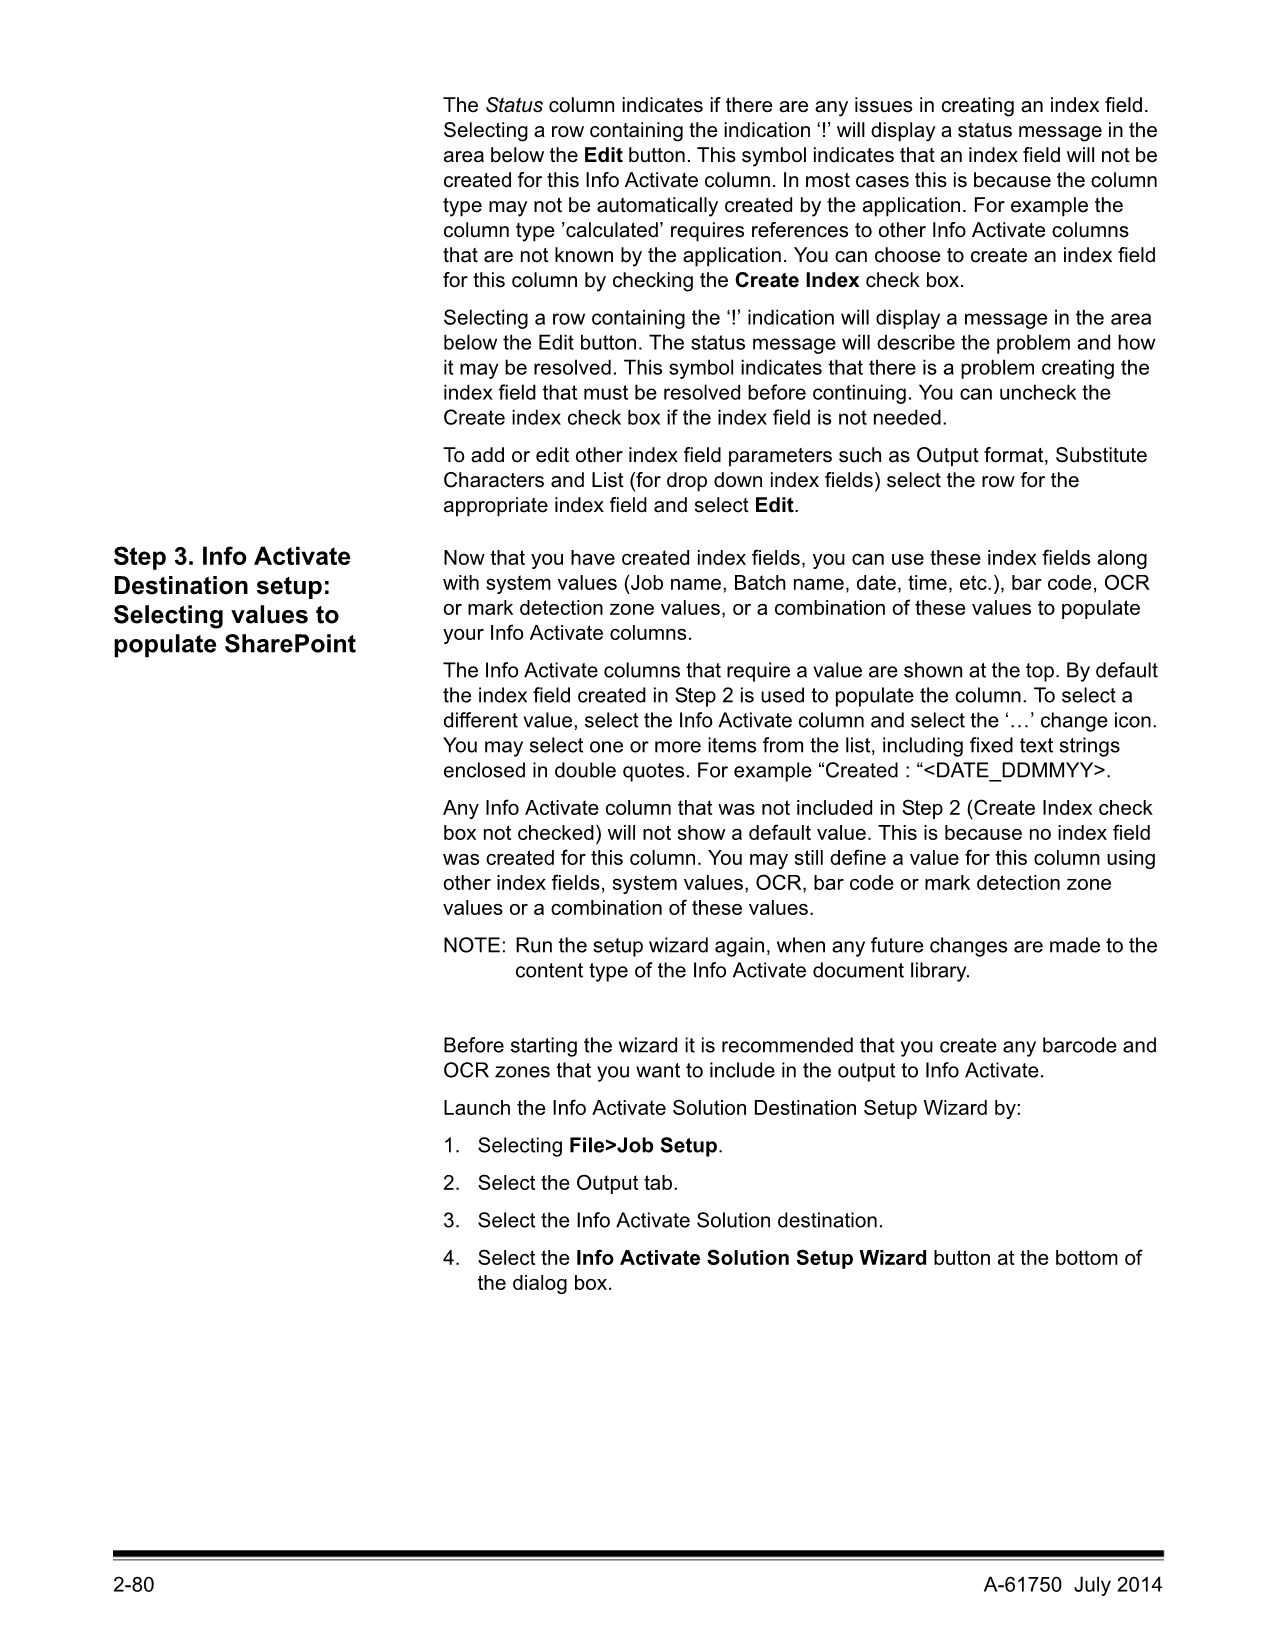 The Status column indicates if there are any issues in creating an index field.
Selecting a row containing the indication ‘!’ will display a status message in the
area below the Edit button. This symbol indicates that an index field will not be
created for this Info Activate column. In most cases this is because the column
type may not be automatically created by the application. For example the
column type ’calculated’ requires references to other Info Activate columns
that are not known by the application. You can choose to create an index field
for this column by checking the Create Index check box.
Selecting a row containing the ‘!’ indication will display a message in the area
below the Edit button. The status message will describe the problem and how
it may be resolved. This symbol indicates that there is a problem creating the
index field that must be resolved before continuing. You can uncheck the
Create index check box if the index field is not needed.
To add or edit other index field parameters such as Output format, Substitute
Characters and List (for drop down index fields) select the row for the
appropriate index field and select Edit.
Step 3. Info Activate
Destination setup:
Selecting values to
populate SharePoint
Now that you have created index fields, you can use these index fields along
with system values (Job name, Batch name, date, time, etc.), bar code, OCR
or mark detection zone values, or a combination of these values to populate
your Info Activate columns.
The Info Activate columns that require a value are shown at the top. By default
the index field created in Step 2 is used to populate the column. To select a
different value, select the Info Activate column and select the ‘…’ change icon.
You may select one or more items from the list, including fixed text strings
enclosed in double quotes. For example “Created : “<DATE_DDMMYY>.
Any Info Activate column that was not included in Step 2 (Create Index check
box not checked) will not show a default value. This is because no index field
was created for this column. You may still define a value for this column using
other index fields, system values, OCR, bar code or mark detection zone
values or a combination of these values.
NOTE: Run the setup wizard again, when any future changes are made to the
content type of the Info Activate document library.
Before starting the wizard it is recommended that you create any barcode and
OCR zones that you want to include in the output to Info Activate.
Launch the Info Activate Solution Destination Setup Wizard by:
1. Selecting File>Job Setup.
2. Select the Output tab.
3. Select the Info Activate Solution destination.
4. Select the Info Activate Solution Setup Wizard button at the bottom of
the dialog box.
2-80 A-61750 July 2014